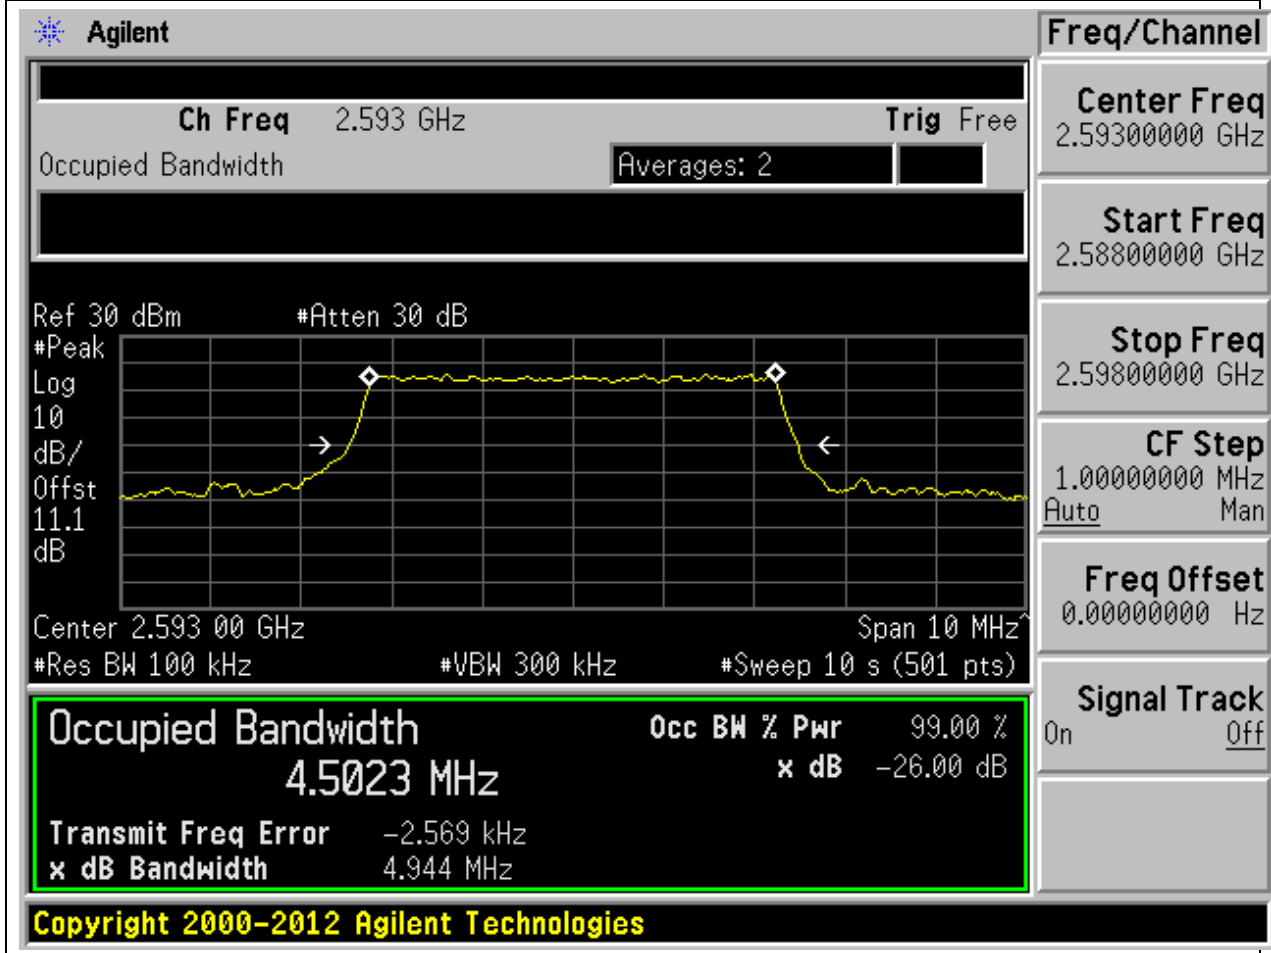 Agilent
Freq/Channel
Ch Freq 2.593 GHz Trig Free
Occupied Bandwidth Averages: 2
Center Freq
2.59300000 GHz
Start Freq
2.58800000 GHz
Stop Freq
2.59800000 GHz
CF Step
1.00000000 MHz
Auto Man
Freq Offset
0.00000000 Hz
Signal Track
On Off
Ref 30 dBm #Atten 30 dB
#Peak
Log
10
dB/
Offst
11.1
dB
Center 2.593 00 GHz Span 10 MHz^
#Res BW 100 kHz #VBW 300 kHz #Sweep 10 s (501 pts)
Occupied Bandwidth Occ BW % Pwr 99.00 %
4.5023 MHz x dB -26.00 dB
Transmit Freq Error -2.569 kHz
x dB Bandwidth 4.944 MHz
Copyright 2000-2012 Agilent Technologies